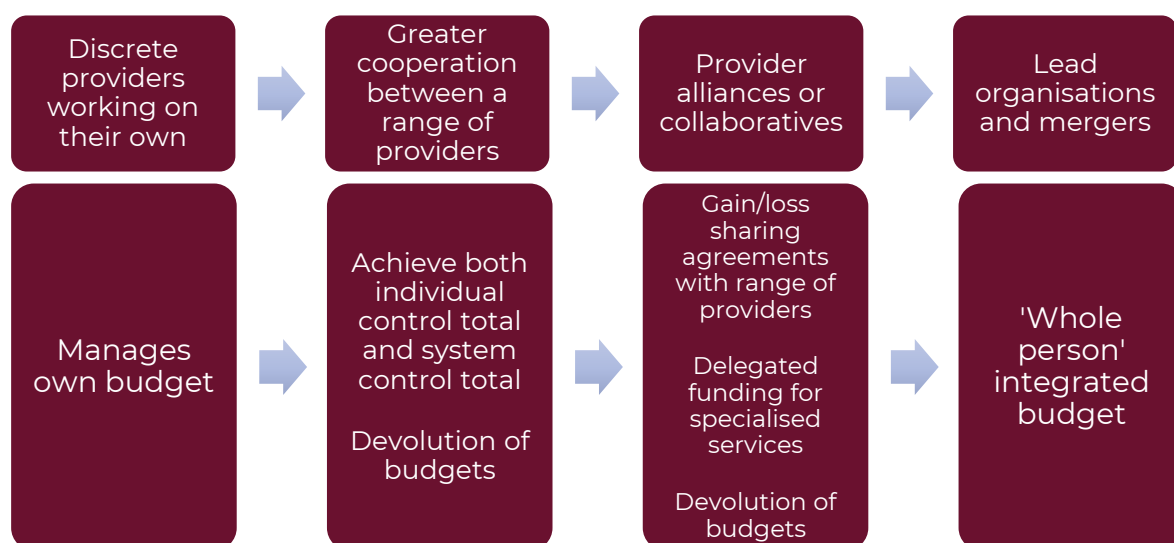 Discrete
providers
working on
their own
Greater
cooperation
between a
range of
providers
Provider
alliances or
collaboratives
Lead
organisations
and mergers
Manages
own budget
Achieve both
individual
control total
and system
control total
Devolution of
budgets
Gain/loss
sharing
agreements
with range of
providers
Delegated
funding for
specialised
services
Devolution of
budgets
'Whole
person'
integrated
budget